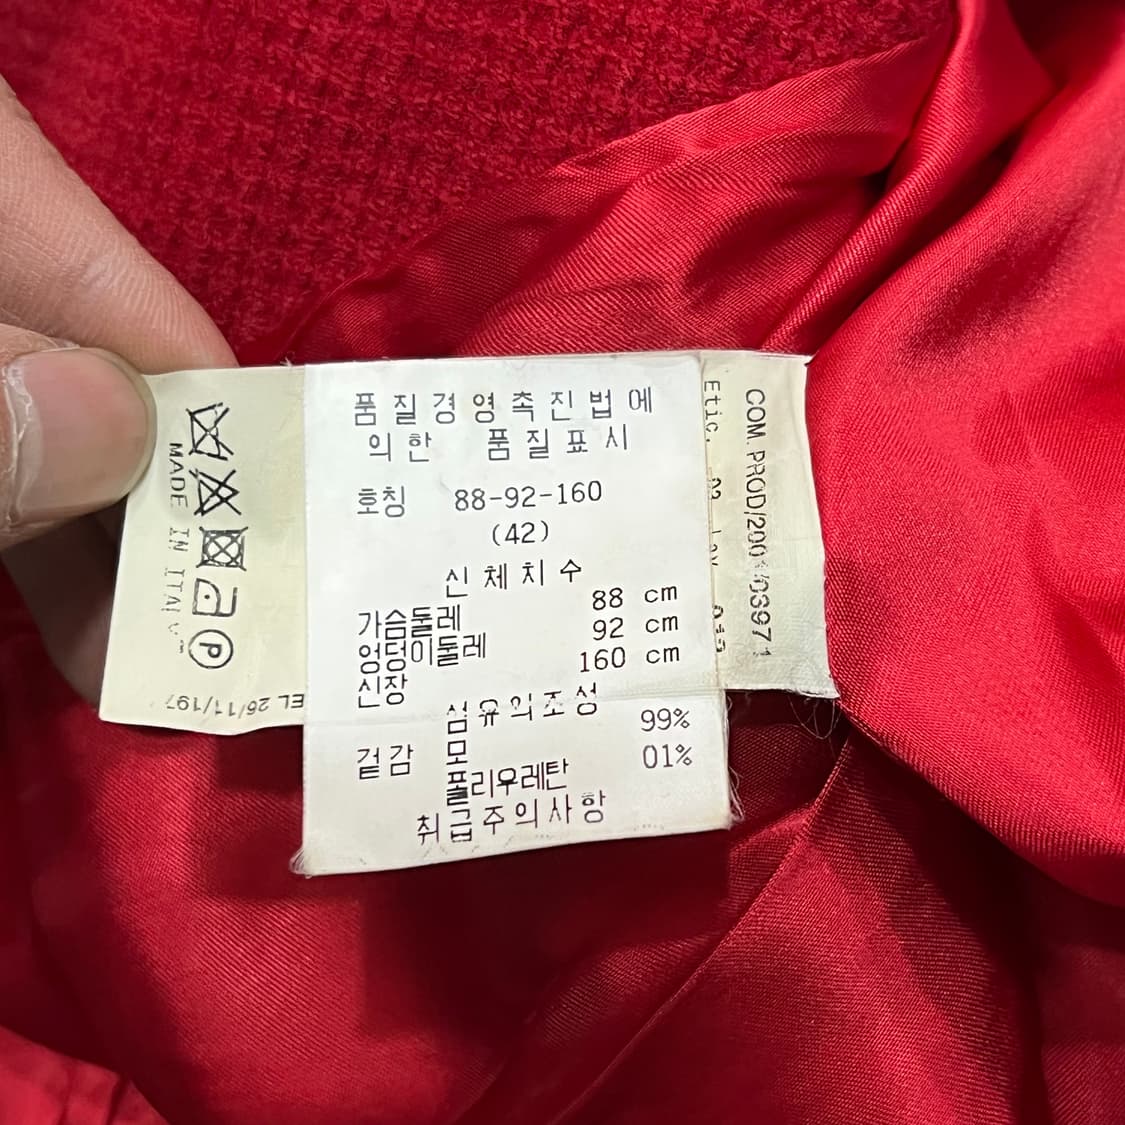 품질경영촉진법에
의한 품질표시
호칭 88-92-160
(42)
신체치수
가슴둘레 88 cm
엉덩이둘레 92 cm
신장 160 cm
섬유의조성
겉감 모 99%
폴리우레탄 01%
취급주의사항
MADE IN ITALY
P
DEL 26/11/197
Etic.
COM. PROD/200